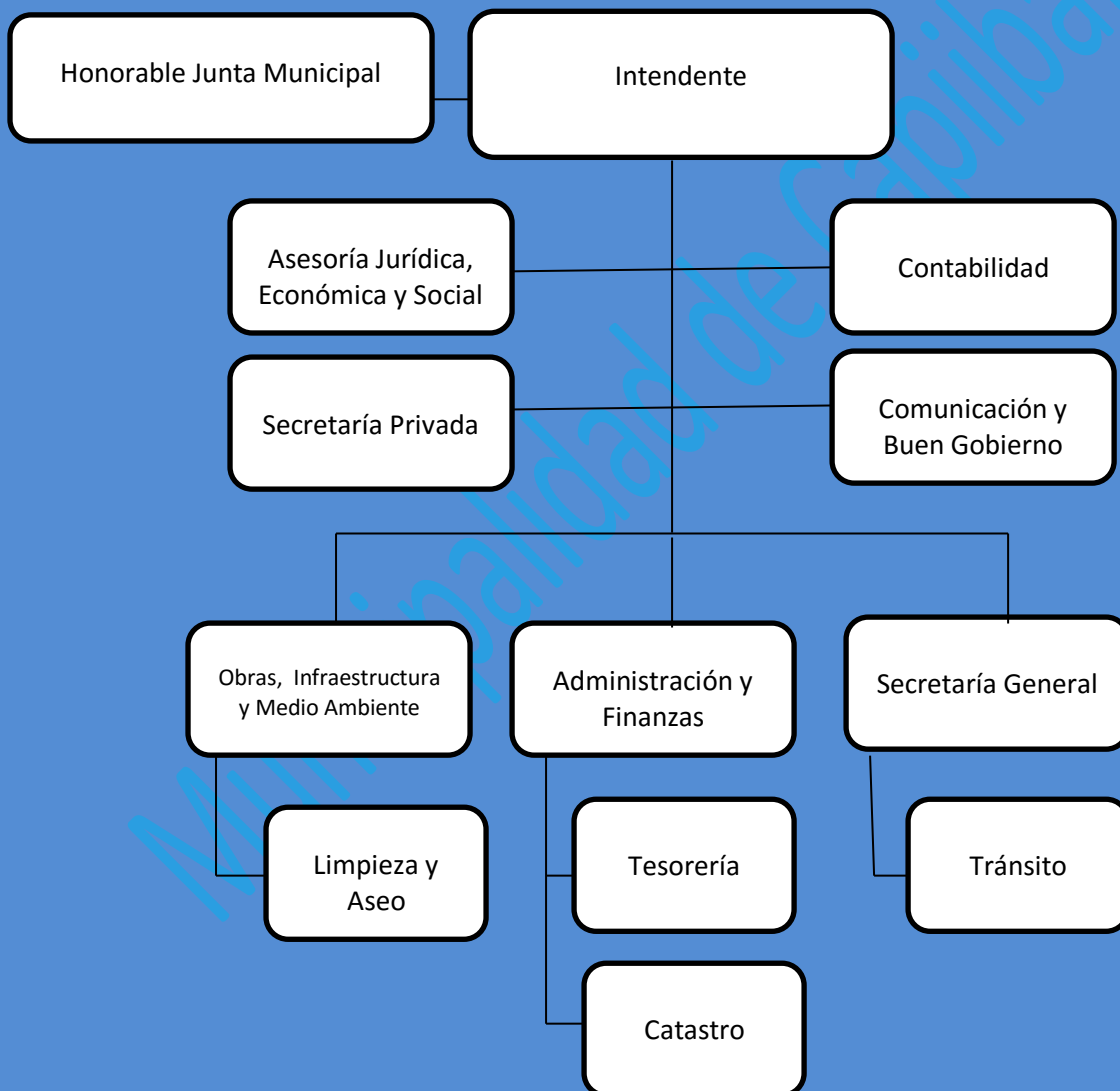 Honorable Junta Municipal
Intendente
Asesoría Jurídica,
Económica y Social
Contabilidad
Secretaría Privada
Comunicación y
Buen Gobierno
Obras, Infraestructura
y Medio Ambiente
Administración y
Finanzas
Secretaría General
Limpieza y
Aseo
Tesorería
Tránsito
Catastro
de